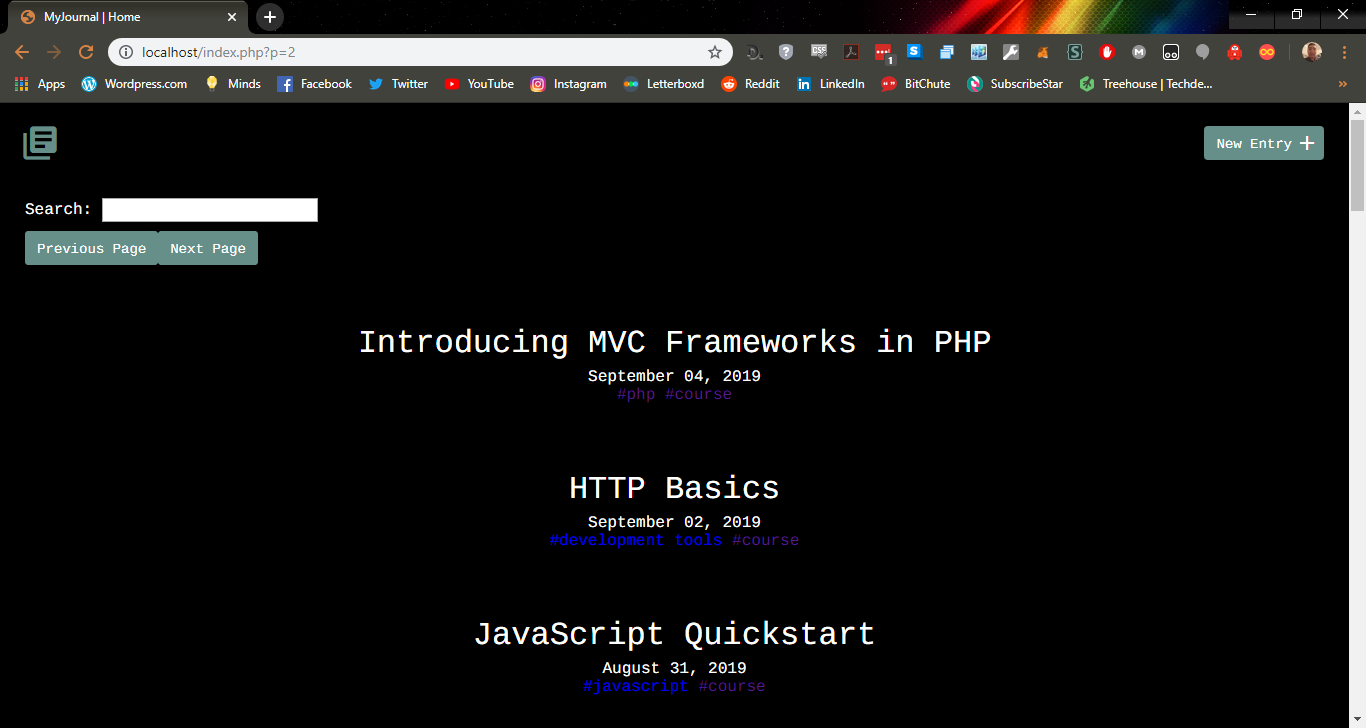 MyJournal | Home
localhost/index.php?p=2
1
Apps Wordpress.com Minds Facebook Twitter YouTube Instagram Letterboxd Reddit LinkedIn BitChute SubscribeStar Treehouse | Techde...
New Entry
Search:
Previous Page Next Page
Introducing MVC Frameworks in PHP
September 04, 2019
#php #course
HTTP Basics
September 02, 2019
#development tools #course
JavaScript Quickstart
August 31, 2019
#javascript #course